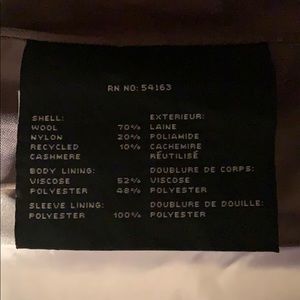 RN NO: 54163
SHELL: EXTERIEUR:
WOOL 70% LAINE
NYLON 20% POLIAMIDE
RECYCLED 10% CACHEMIRE
CASHMERE RÉUTILISÉ
BODY LINING: DOUBLURE DE CORPS:
VISCOSE 52% VISCOSE
POLYESTER 48% POLYESTER
SLEEVE LINING: DOUBLURE DE DOUILLE:
POLYESTER 100% POLYESTER